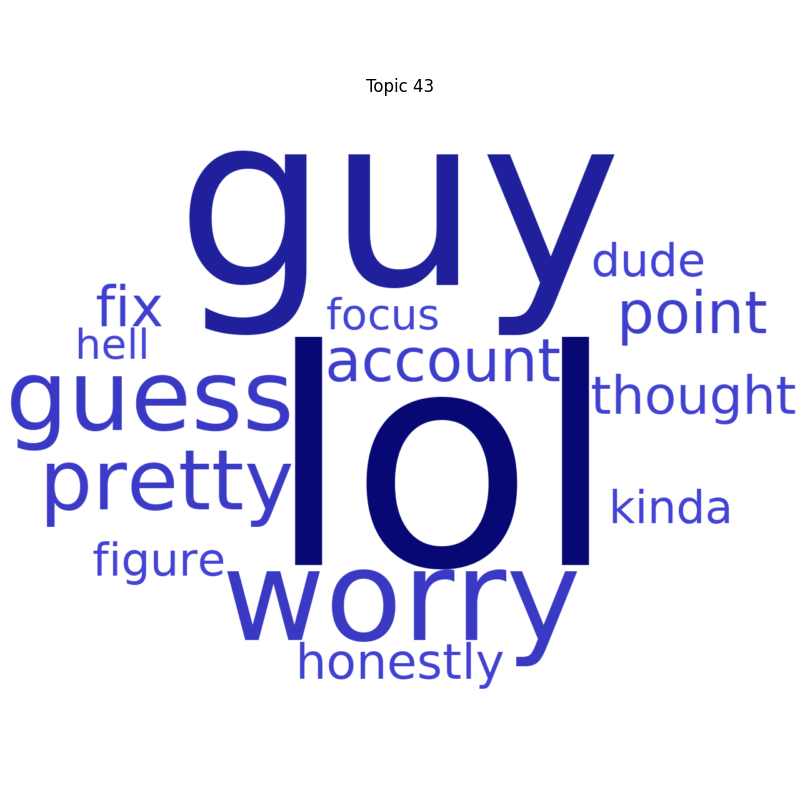 Topic 43
guy
dude
fix
focus
point
hell
account
guess
thought
lol
pretty
kinda
figure
worry
honestly